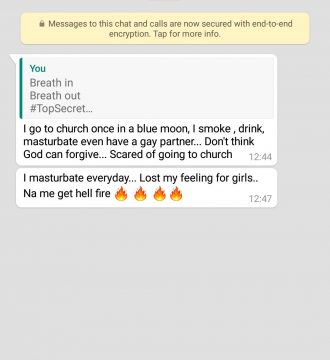 Messages to this chat and calls are now secured with end-to-end
encryption. Tap for more info.
You
Breath in
Breath out
#TopSecret...
I go to church once in a blue moon, I smoke , drink,
masturbate even have a gay partner... Don't think
God can forgive... Scared of going to church 12:44
I masturbate everyday... Lost my feeling for girls..
Na me get hell fire 🔥 🔥 🔥🔥 12:47